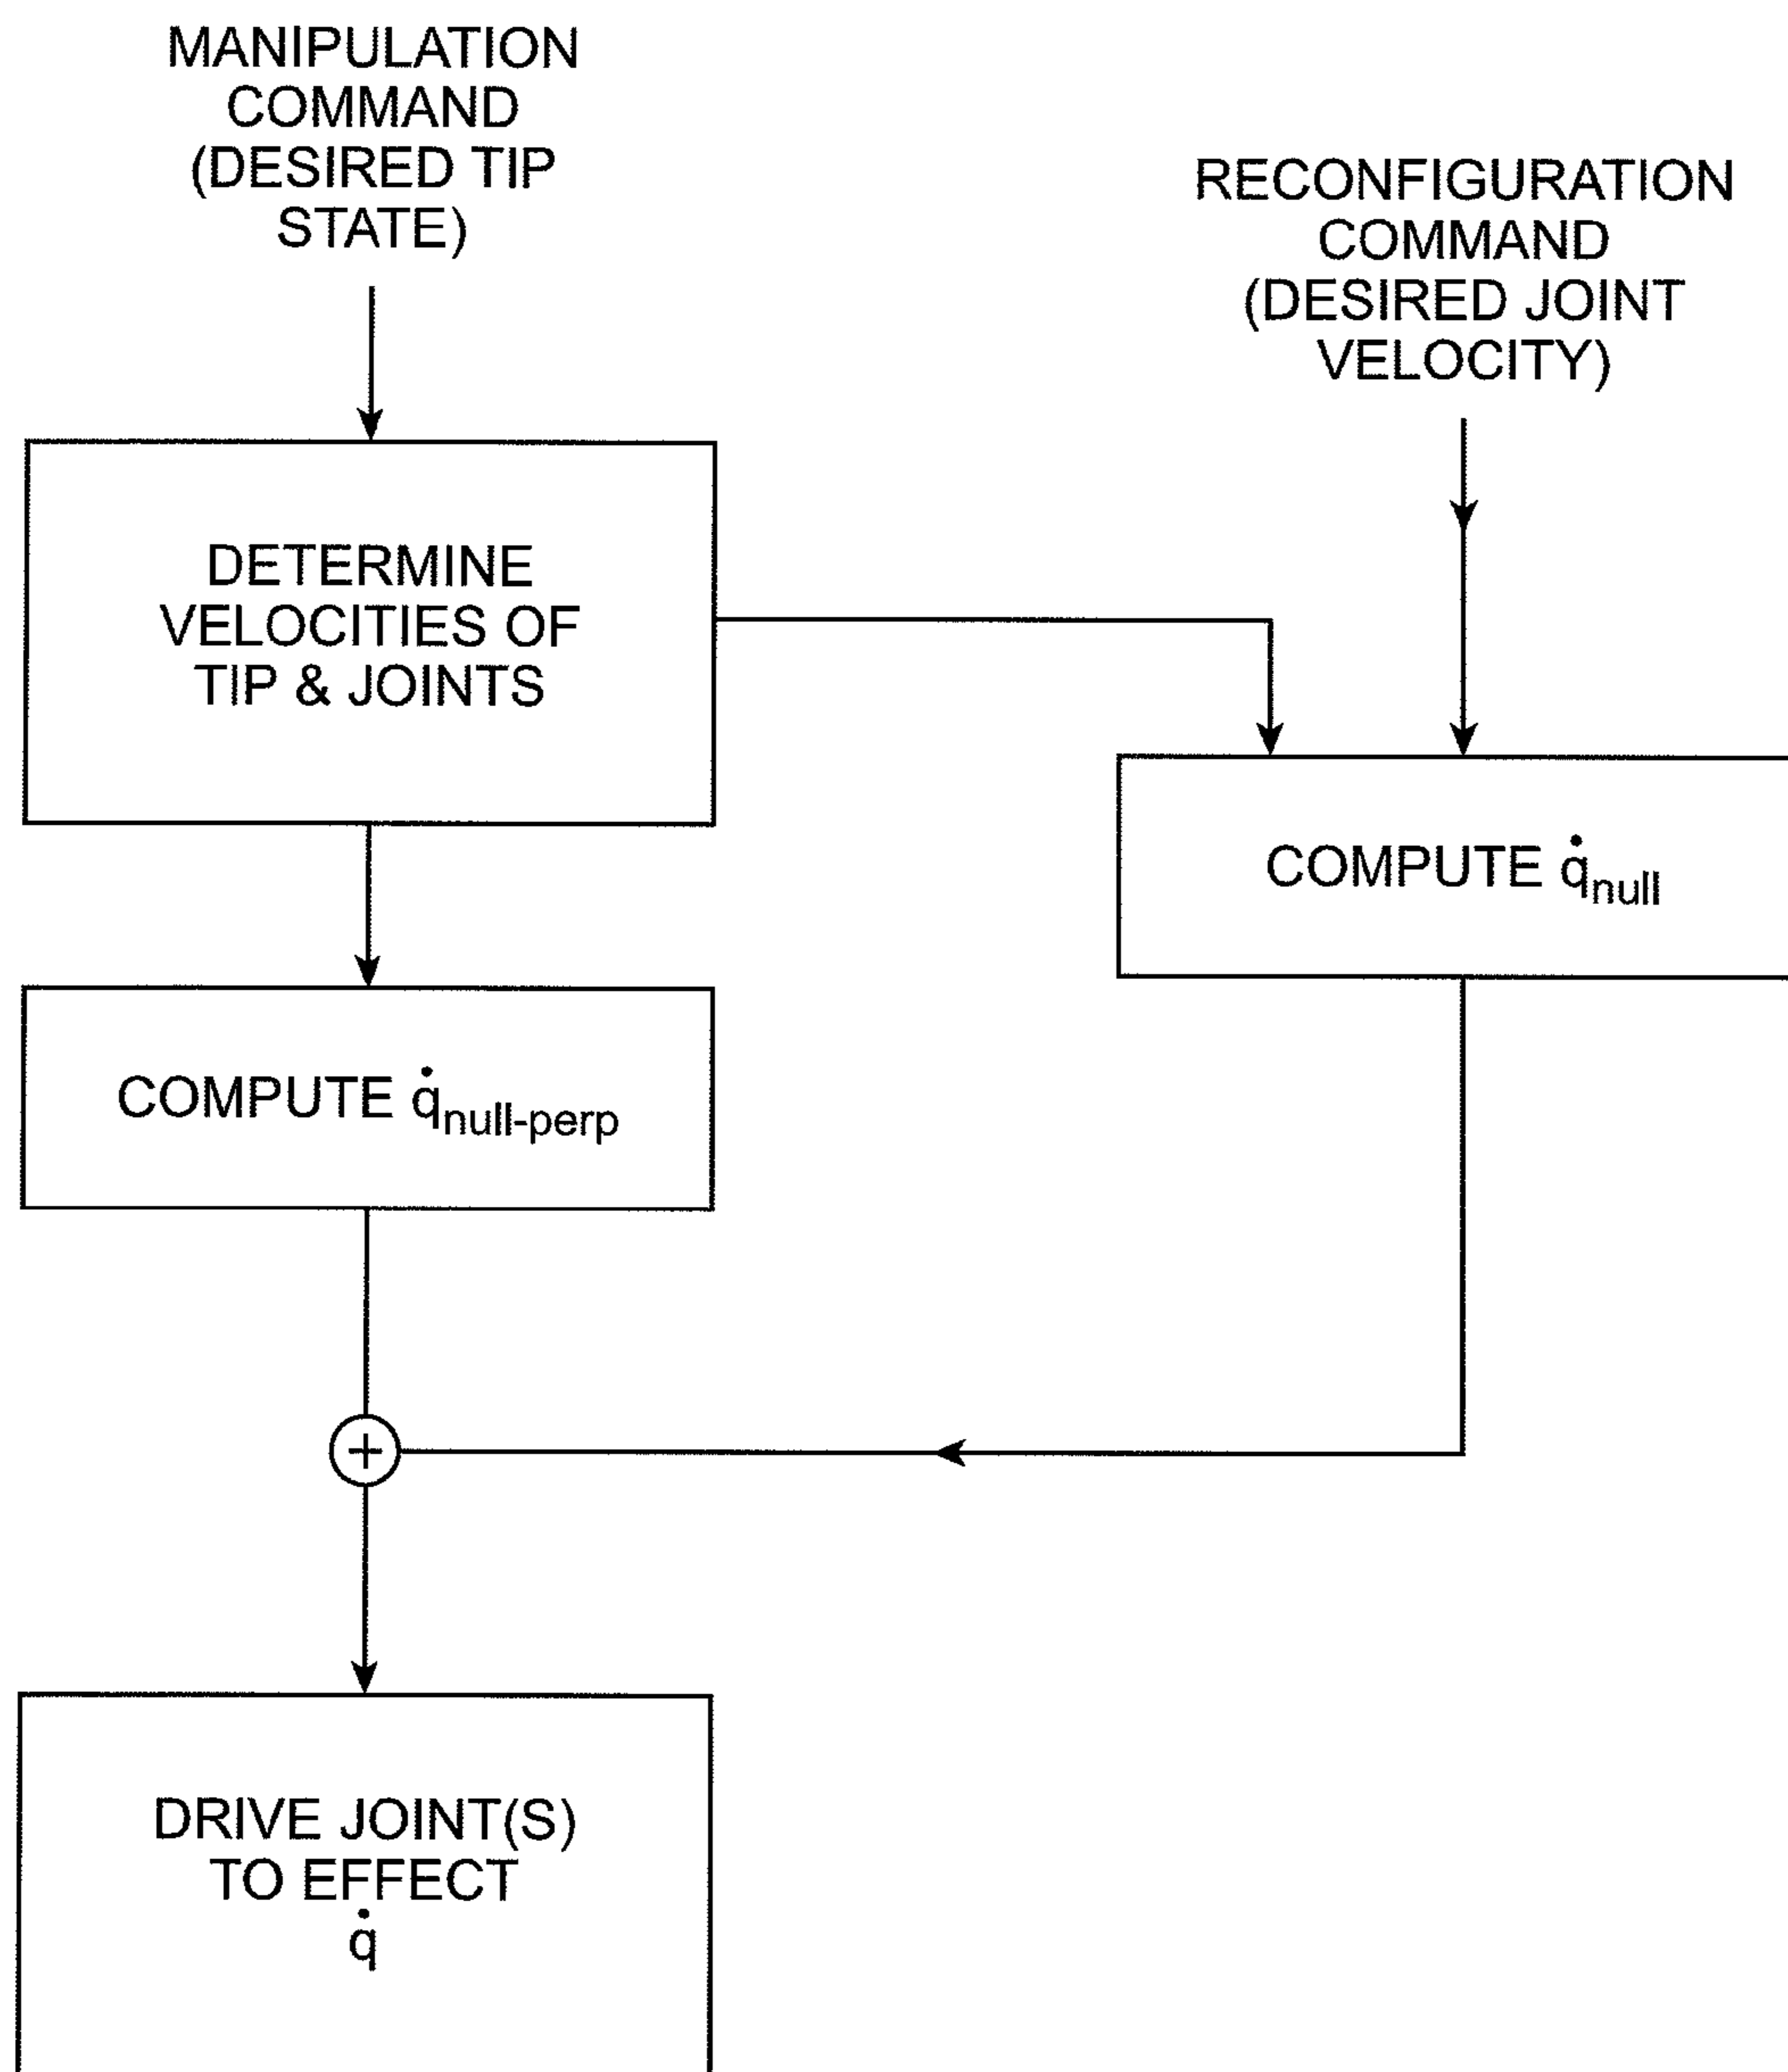 MANIPULATION
COMMAND
(DESIRED TIP
STATE)
RECONFIGURATION
COMMAND
(DESIRED JOINT
VELOCITY)
DETERMINE
VELOCITIES OF
TIP & JOINTS
COMPUTE q̇null
COMPUTE q̇null-perp
+
DRIVE JOINT(S)
TO EFFECT
q̇